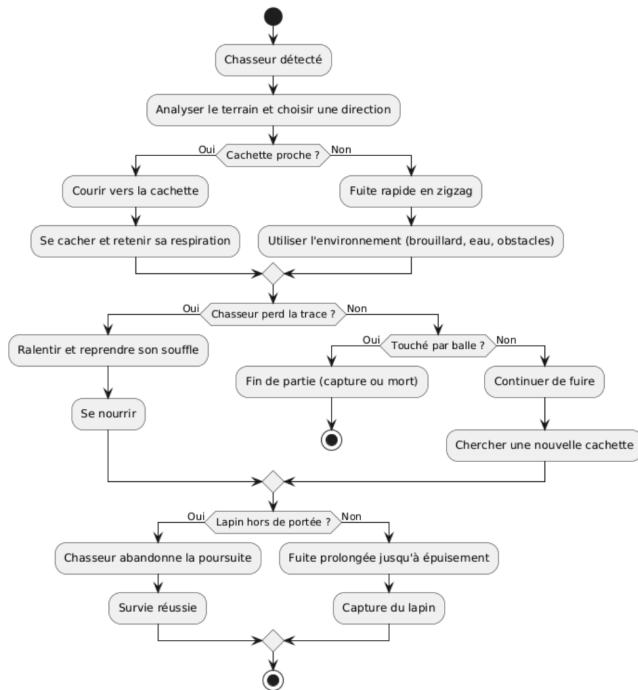 Chasseur détecté
Analyser le terrain et choisir une direction
Oui
Cachette proche ?
Non
Courir vers la cachette
Fuite rapide en zigzag
Se cacher et retenir sa respiration
Utiliser l'environnement (brouillard, eau, obstacles)
Oui
Chasseur perd la trace ?
Non
Ralentir et reprendre son souffle
Oui
Touché par balle ?
Non
Fin de partie (capture ou mort)
Continuer de fuire
Se nourrir
Chercher une nouvelle cachette
Oui
Lapin hors de portée ?
Non
Chasseur abandonne la poursuite
Fuite prolongée jusqu'à épuisement
Survie réussie
Capture du lapin